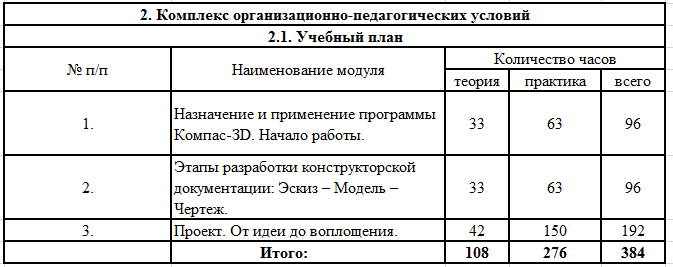 2. Комплекс организационно-педагогических условий
2.1. Учебный план
№ п/п Наименование модуля Количество часов
теория практика всего
1. Назначение и применение программы
Компас-3D. Начало работы. 33 63 96
2. Этапы разработки конструкторской
документации: Эскиз – Модель –
Чертеж. 33 63 96
3. Проект. От идеи до воплощения. 42 150 192
Итого: 108 276 384